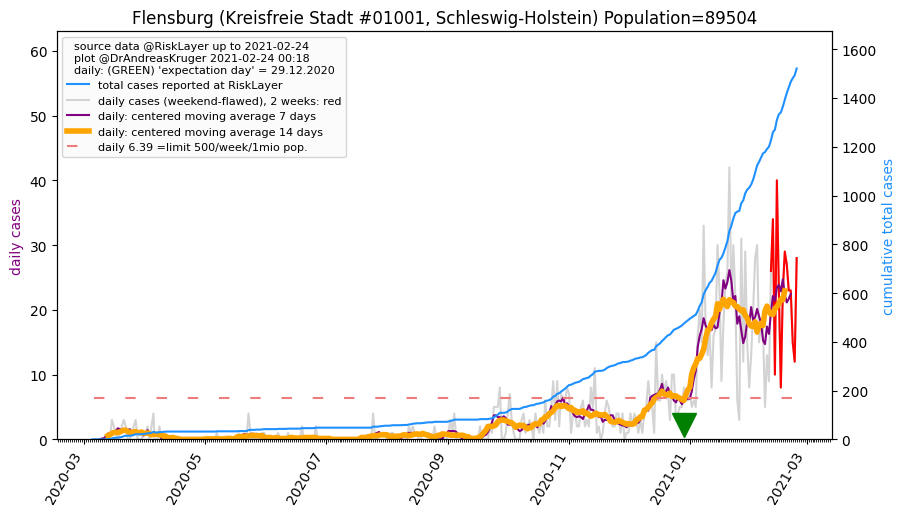 Flensburg (Kreisfreie Stadt #01001, Schleswig-Holstein) Population=89504
source data @RiskLayer up to 2021-02-24
plot @DrAndreasKruger 2021-02-24 00:18
daily: (GREEN) 'expectation day' = 29.12.2020
total cases reported at RiskLayer
daily cases (weekend-flawed), 2 weeks: red
daily: centered moving average 7 days
daily: centered moving average 14 days
daily 6.39 =limit 500/week/1mio pop.
daily cases
60
50
40
30
20
10
0
cumulative total cases
1600
1400
1200
1000
800
600
400
200
0
2020-03
2020-05
2020-07
2020-09
2020-11
2021-01
2021-03